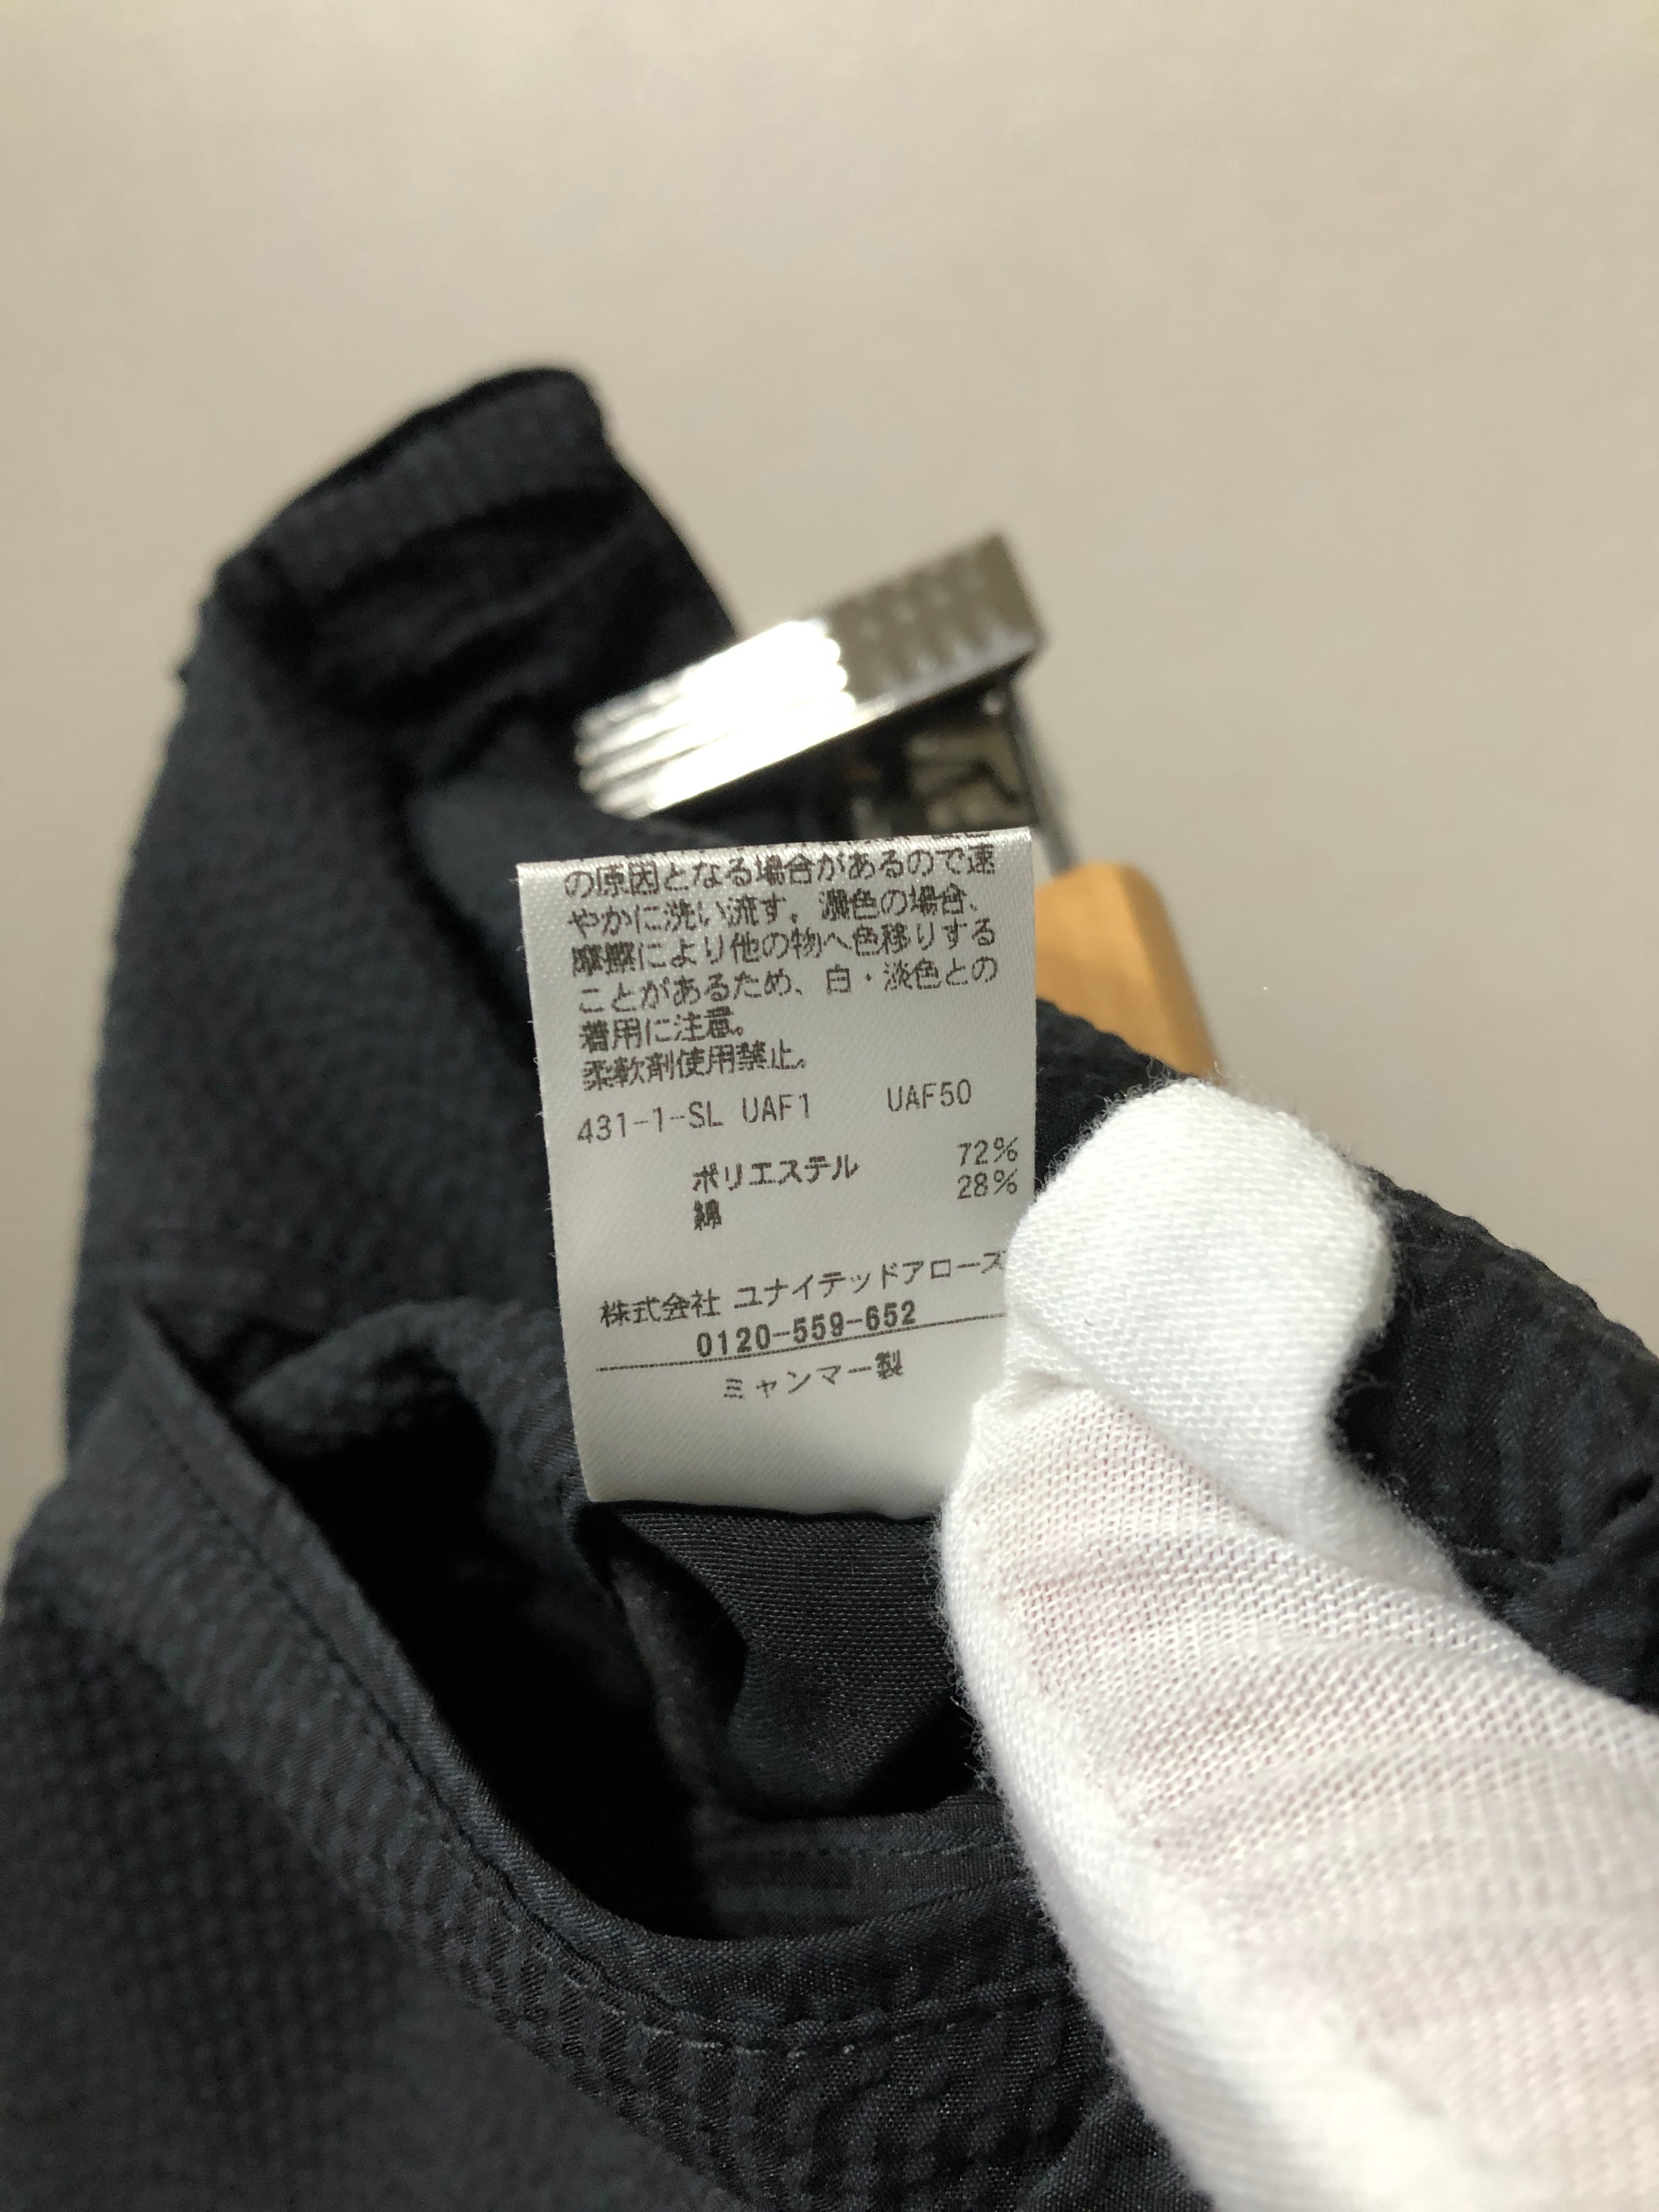 の原因となる場合があるので速
やかに洗い流す。濃色の場合、
摩擦により他の物へ色移りする
ことがあるため、白・淡色との
着用に注意。
柔軟剤使用禁止。
431-1-SL UAF1 UAF50
ポリエステル 72%
綿 28%
株式会社 ユナイテッドアローズ
0120-559-652
ミャンマー製